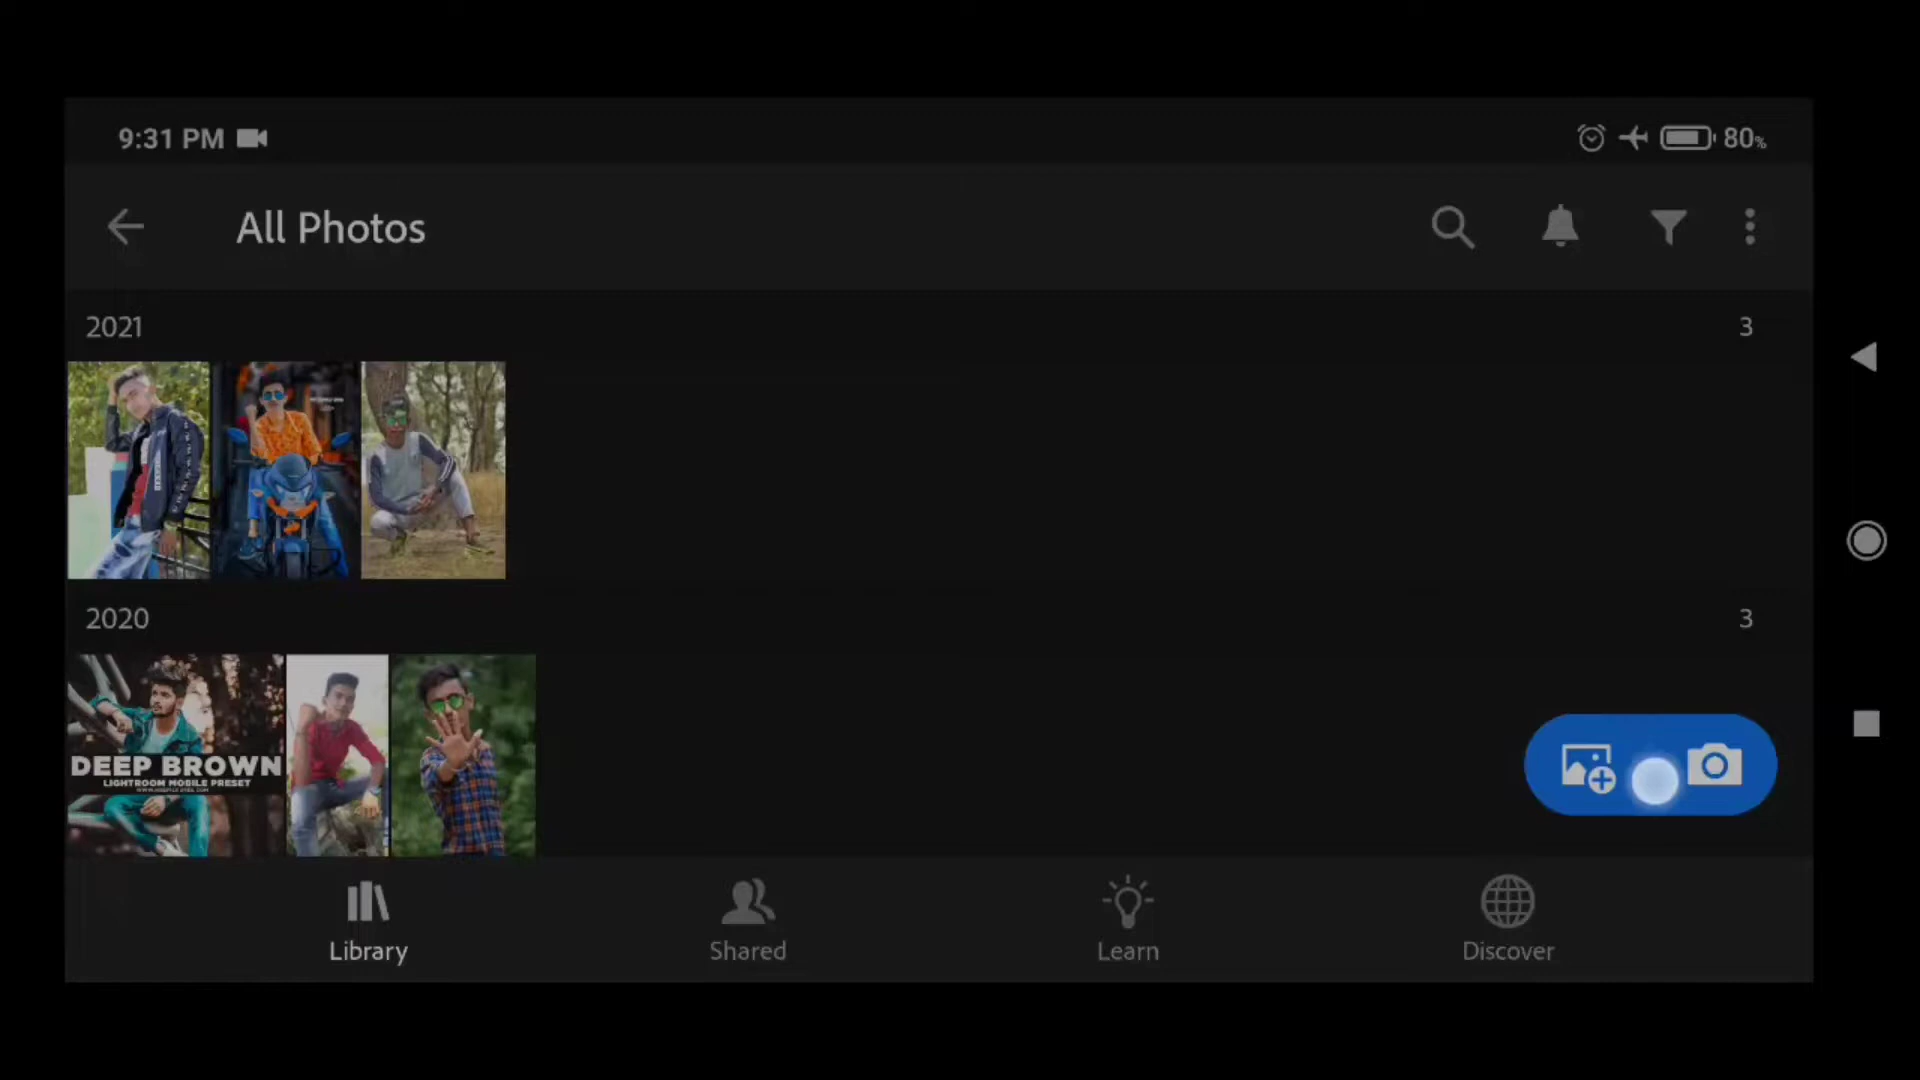 9:31 PM
80%
All Photos
2021
3
2020
3
DEEP BROWN
LIGHTROOM MOBILE PRESET
Library
Shared
Learn
Discover